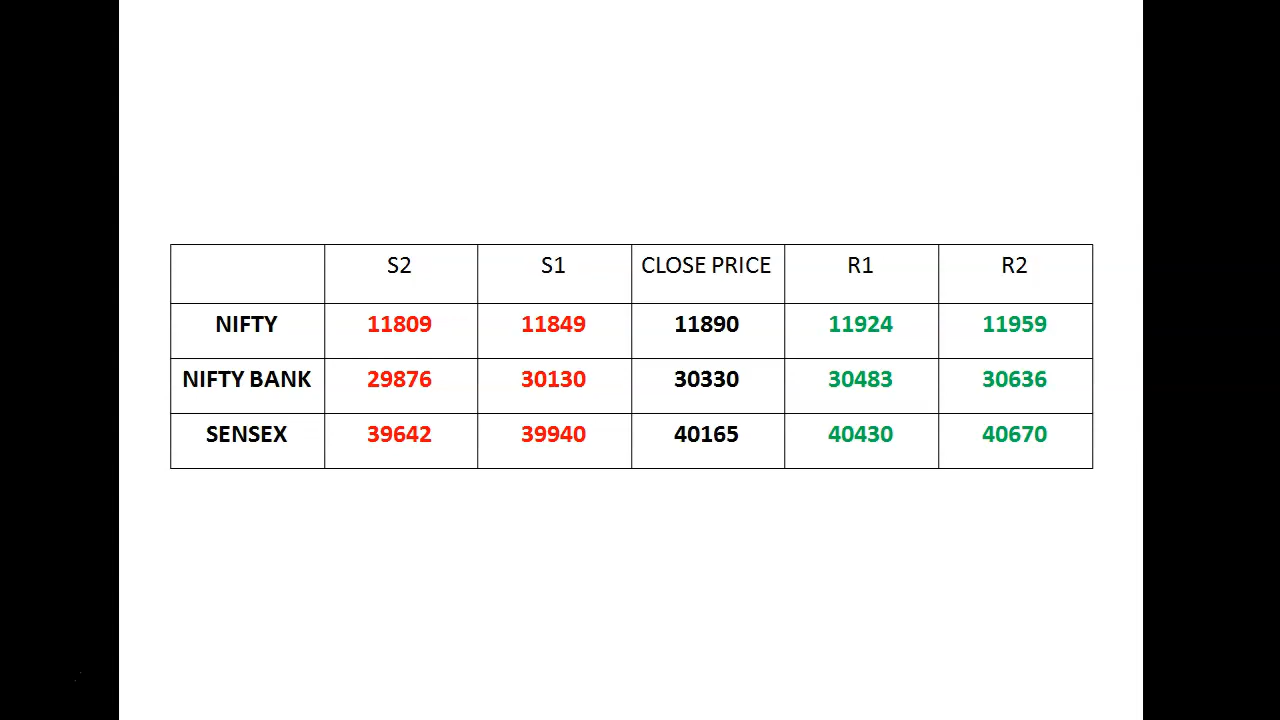 S2 S1 CLOSE PRICE R1 R2
NIFTY 11809 11849 11890 11924 11959
NIFTY BANK 29876 30130 30330 30483 30636
SENSEX 39642 39940 40165 40430 40670